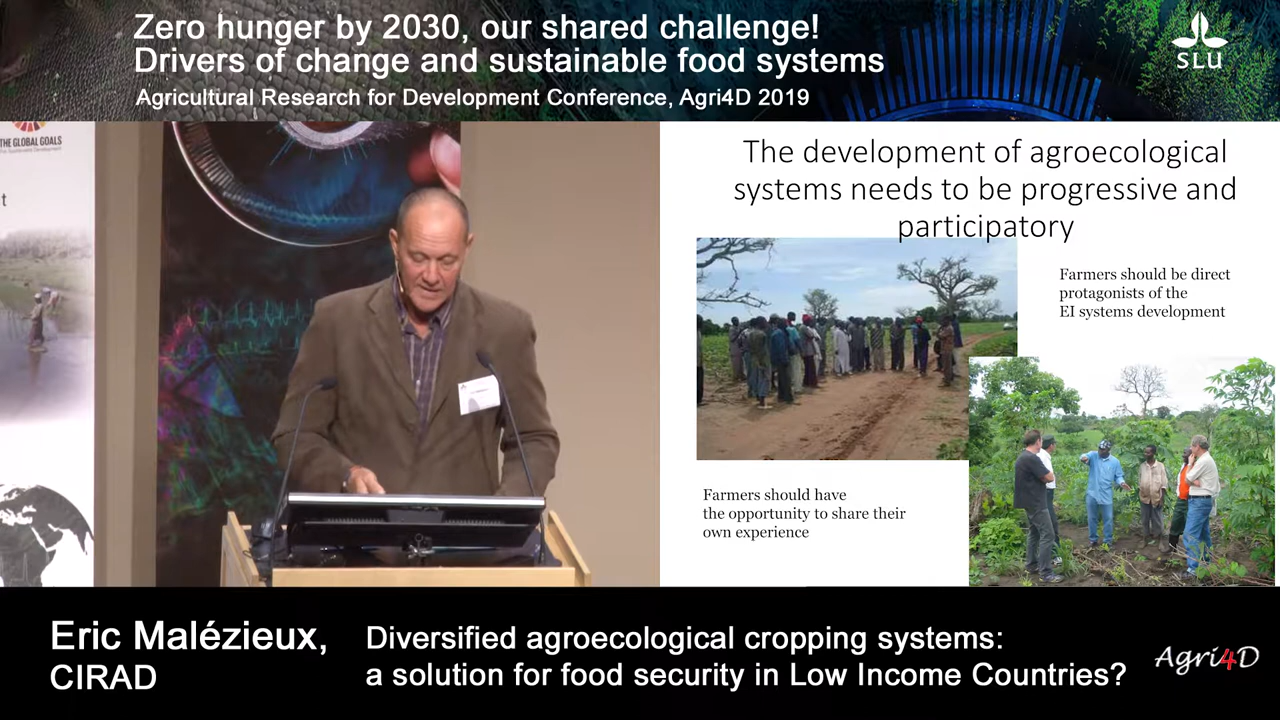 Zero hunger by 2030, our shared challenge!
Drivers of change and sustainable food systems
Agricultural Research for Development Conference, Agri4D 2019
SLU
THE GLOBAL GOALS
t
The development of agroecological
systems needs to be progressive and
participatory
Farmers should be direct
protagonists of the
EI systems development
Farmers should have
the opportunity to share their
own experience
Eric Malézieux,
CIRAD
Diversified agroecological cropping systems:
a solution for food security in Low Income Countries?
Agri4D